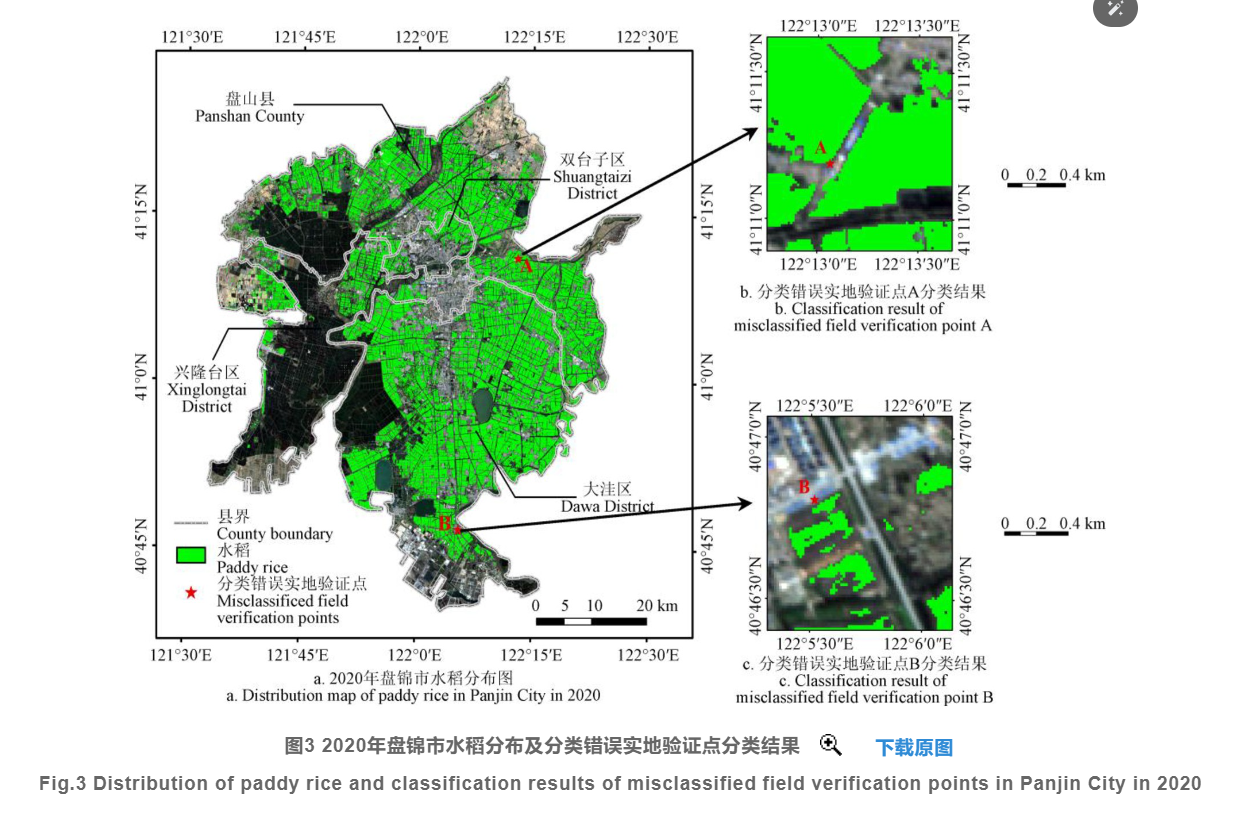 121°30′E 121°45′E 122°0′E 122°15′E 122°30′E
盘山县
Panshan County
双台子区
Shuangtaizi
District
41°15′N
41°15′N
A
兴隆台区
Xinglongtai
District
41°0′N
41°0′N
大洼区
Dawa District
B
县界
County boundary
水稻
Paddy rice
分类错误实地验证点
Misclassificed field
verification points
40°45′N
40°45′N
0 5 10 20 km
121°30′E 121°45′E 122°0′E 122°15′E 122°30′E
a. 2020年盘锦市水稻分布图
a. Distribution map of paddy rice in Panjin City in 2020
122°13′0″E 122°13′30″E
41°11′30″N
41°11′30″N
A
0 0.2 0.4 km
41°11′0″N
41°11′0″N
122°13′0″E 122°13′30″E
b. 分类错误实地验证点A分类结果
b. Classification result of
misclassified field verification point A
122°5′30″E 122°6′0″E
40°47′0″N
40°47′0″N
B
0 0.2 0.4 km
40°46′30″N
40°46′30″N
122°5′30″E 122°6′0″E
c. 分类错误实地验证点B分类结果
c. Classification result of
misclassified field verification point B
图3 2020年盘锦市水稻分布及分类错误实地验证点分类结果 下载原图
Fig.3 Distribution of paddy rice and classification results of misclassified field verification points in Panjin City in 2020